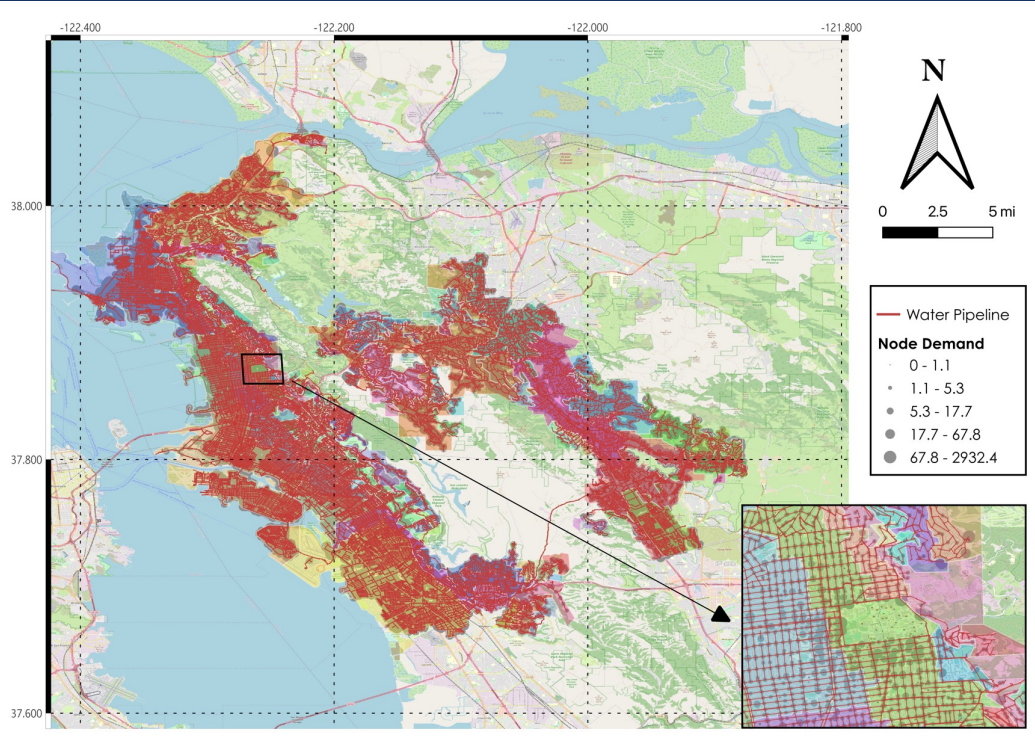 -122.400 -122.200 -122.000 -121.800
N
38.000
0 2.5 5 mi
Water Pipeline
Node Demand
0 - 1.1
1.1 - 5.3
5.3 - 17.7
17.7 - 67.8
67.8 - 2932.4
37.800
37.600